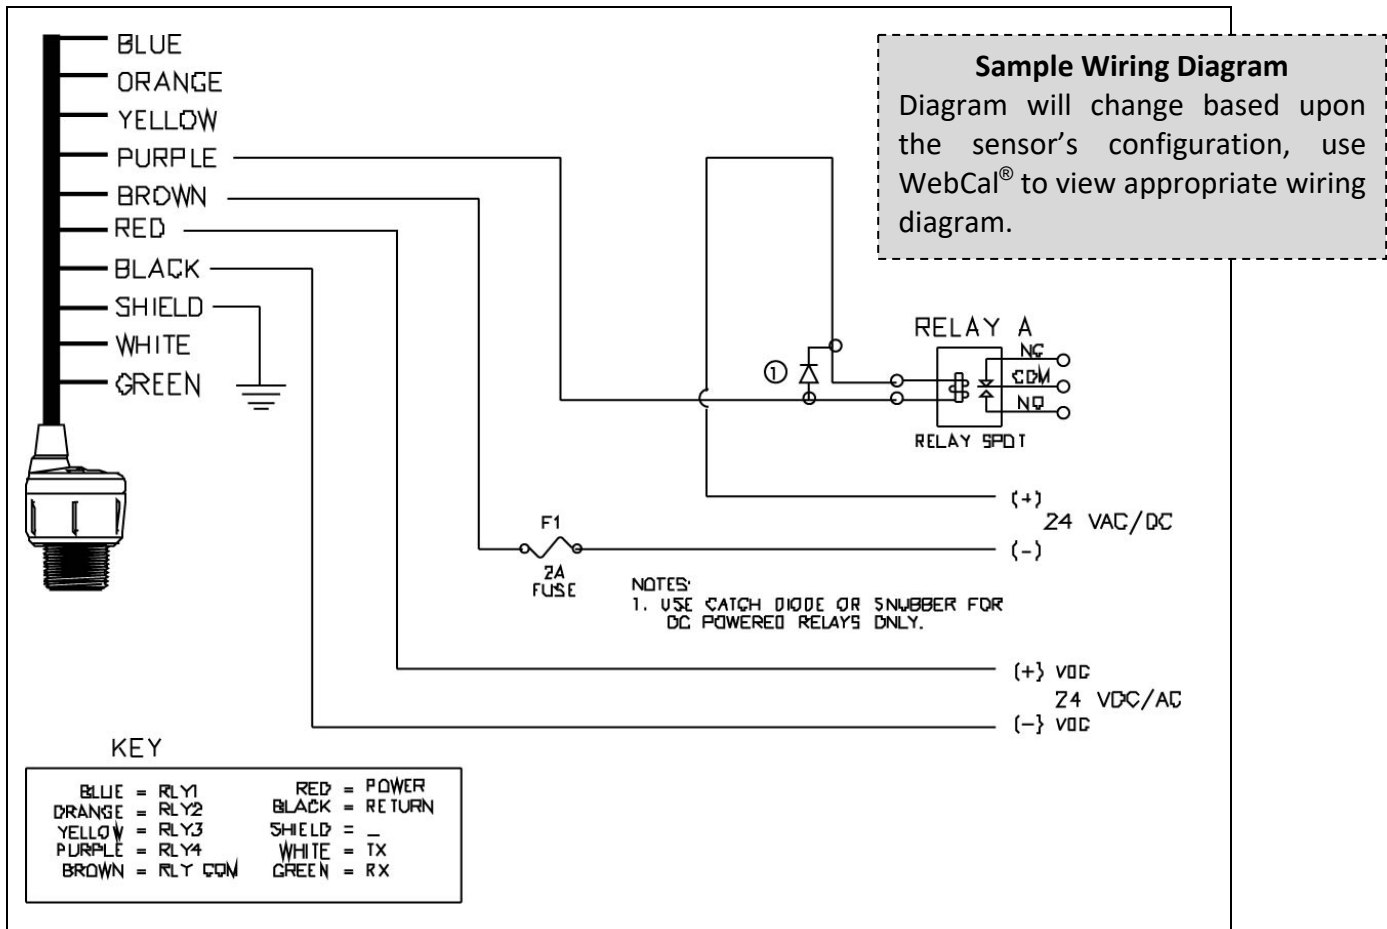 BLUE
ORANGE
YELLOW
PURPLE
BROWN
RED
BLACK
SHIELD
WHITE
GREEN
Sample Wiring Diagram
Diagram will change based upon
the sensor’s configuration, use
WebCal® to view appropriate wiring
diagram.
RELAY A
NC
COM
NO
RELAY SPDT
1
(+)
24 VAC/DC
(-)
F1
2A
FUSE
NOTES:
1. USE CATCH DIODE OR SNUBBER FOR
DC POWERED RELAYS ONLY.
(+) VDC
24 VDC/AC
(-) VDC
KEY
BLUE = RLY1
ORANGE = RLY2
YELLOW = RLY3
PURPLE = RLY4
BROWN = RLY COM
RED = POWER
BLACK = RETURN
SHIELD = _
WHITE = TX
GREEN = RX